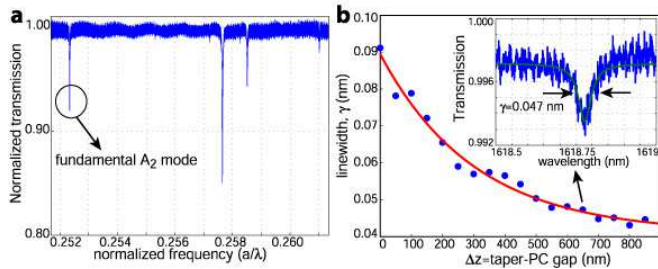 a
Normalized transmission
1.00
0.90
0.80
fundamental A2 mode
0.252
0.254
0.256
0.258
0.260
normalized frequency (a/λ)
b
linewidth, γ (nm)
0.10
0.09
0.08
0.07
0.06
0.05
0.04
0 100 200 300 400 500 600 700 800
Δz=taper-PC gap (nm)
Transmission
1.000
0.996
0.992
γ=0.047 nm
1618.5
1618.75
1619
wavelength (nm)